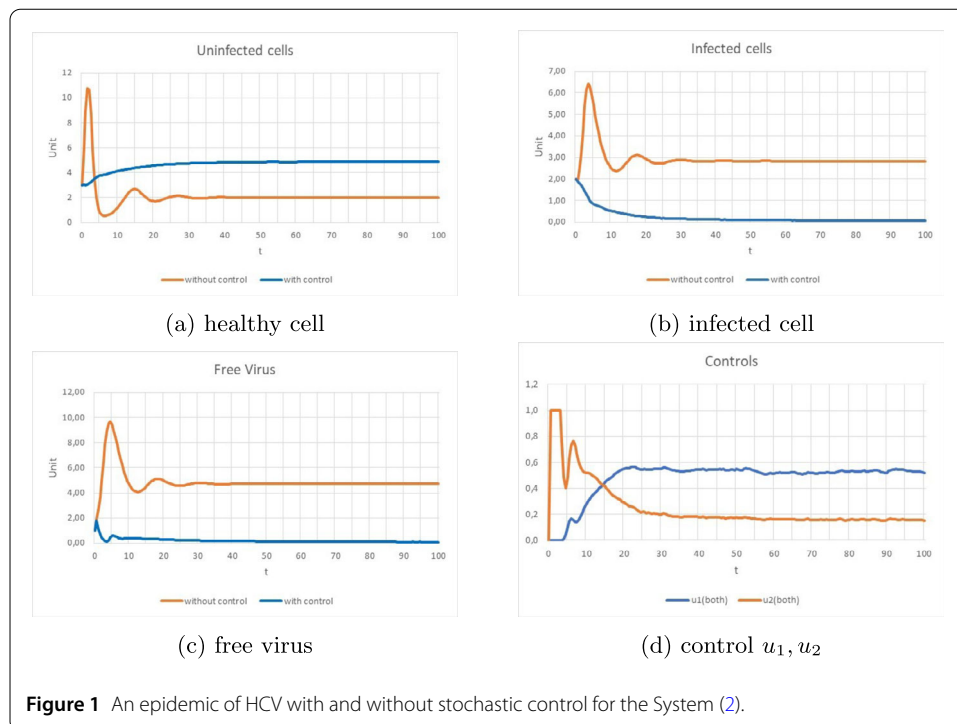 Uninfected cells
12
10
8
6
4
2
0
Unit
0 10 20 30 40 50 60 70 80 90 100
t
without control with control
(a) healthy cell
Infected cells
7,00
6,00
5,00
4,00
3,00
2,00
1,00
0,00
Unit
0 10 20 30 40 50 60 70 80 90 100
t
without control with control
(b) infected cell
Free Virus
12,00
10,00
8,00
6,00
4,00
2,00
0,00
Unit
0 10 20 30 40 50 60 70 80 90 100
t
without control with control
(c) free virus
Controls
1,2
1,0
0,8
0,6
0,4
0,2
0,0
0 10 20 30 40 50 60 70 80 90 100
t
u1(both) u2(both)
(d) control u₁, u₂
Figure 1 An epidemic of HCV with and without stochastic control for the System (2).